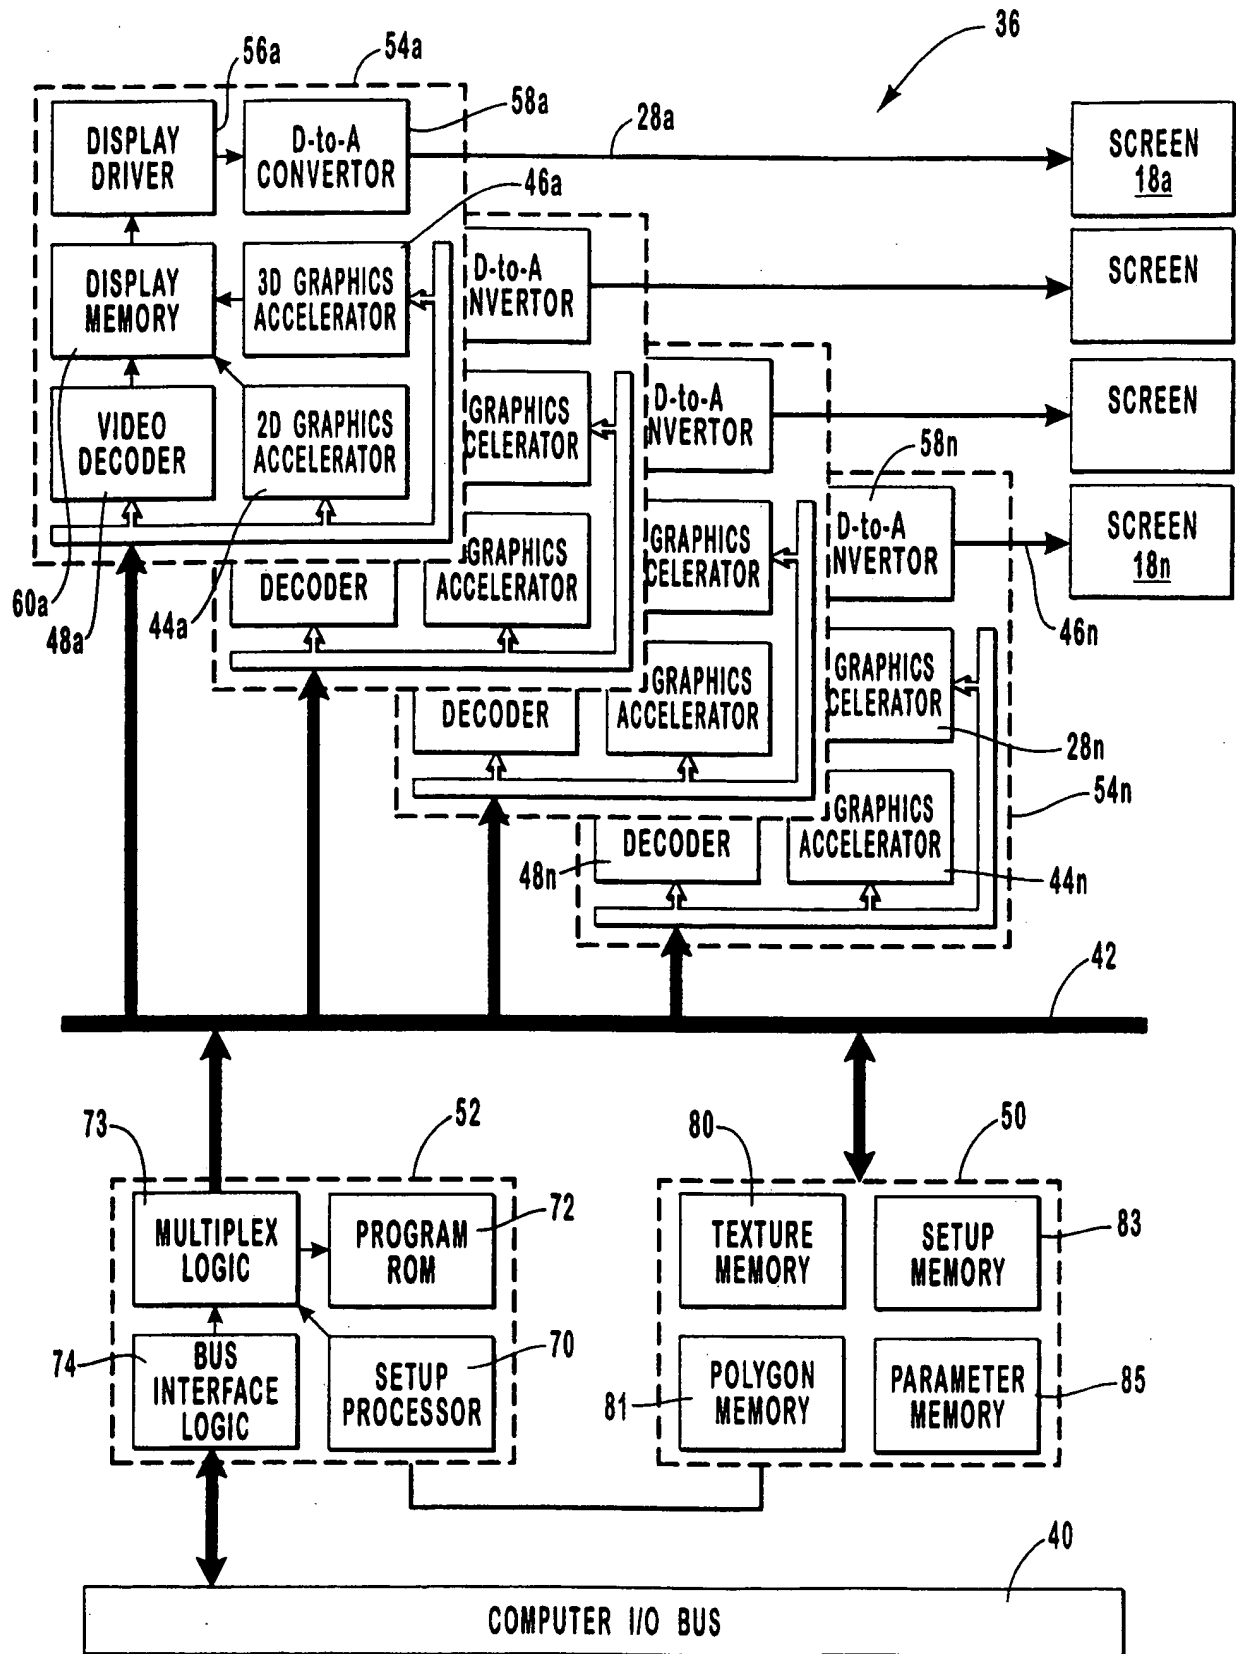 36
56a
54a
58a
28a
DISPLAY
DRIVER
D-to-A
CONVERTOR
SCREEN
18a
46a
DISPLAY
MEMORY
3D GRAPHICS
ACCELERATOR
D-to-A
NVERTOR
SCREEN
VIDEO
DECODER
2D GRAPHICS
ACCELERATOR
GRAPHICS
CELERATOR
D-to-A
NVERTOR
SCREEN
58n
60a
48a
44a
DECODER
GRAPHICS
ACCELERATOR
GRAPHICS
CELERATOR
D-to-A
NVERTOR
SCREEN
18n
46n
DECODER
GRAPHICS
ACCELERATOR
GRAPHICS
CELERATOR
28n
54n
48n
DECODER
GRAPHICS
ACCELERATOR
44n
42
73
52
80
50
MULTIPLEX
LOGIC
PROGRAM
ROM
72
TEXTURE
MEMORY
SETUP
MEMORY
83
74
BUS
INTERFACE
LOGIC
SETUP
PROCESSOR
70
81
POLYGON
MEMORY
PARAMETER
MEMORY
85
40
COMPUTER I/O BUS